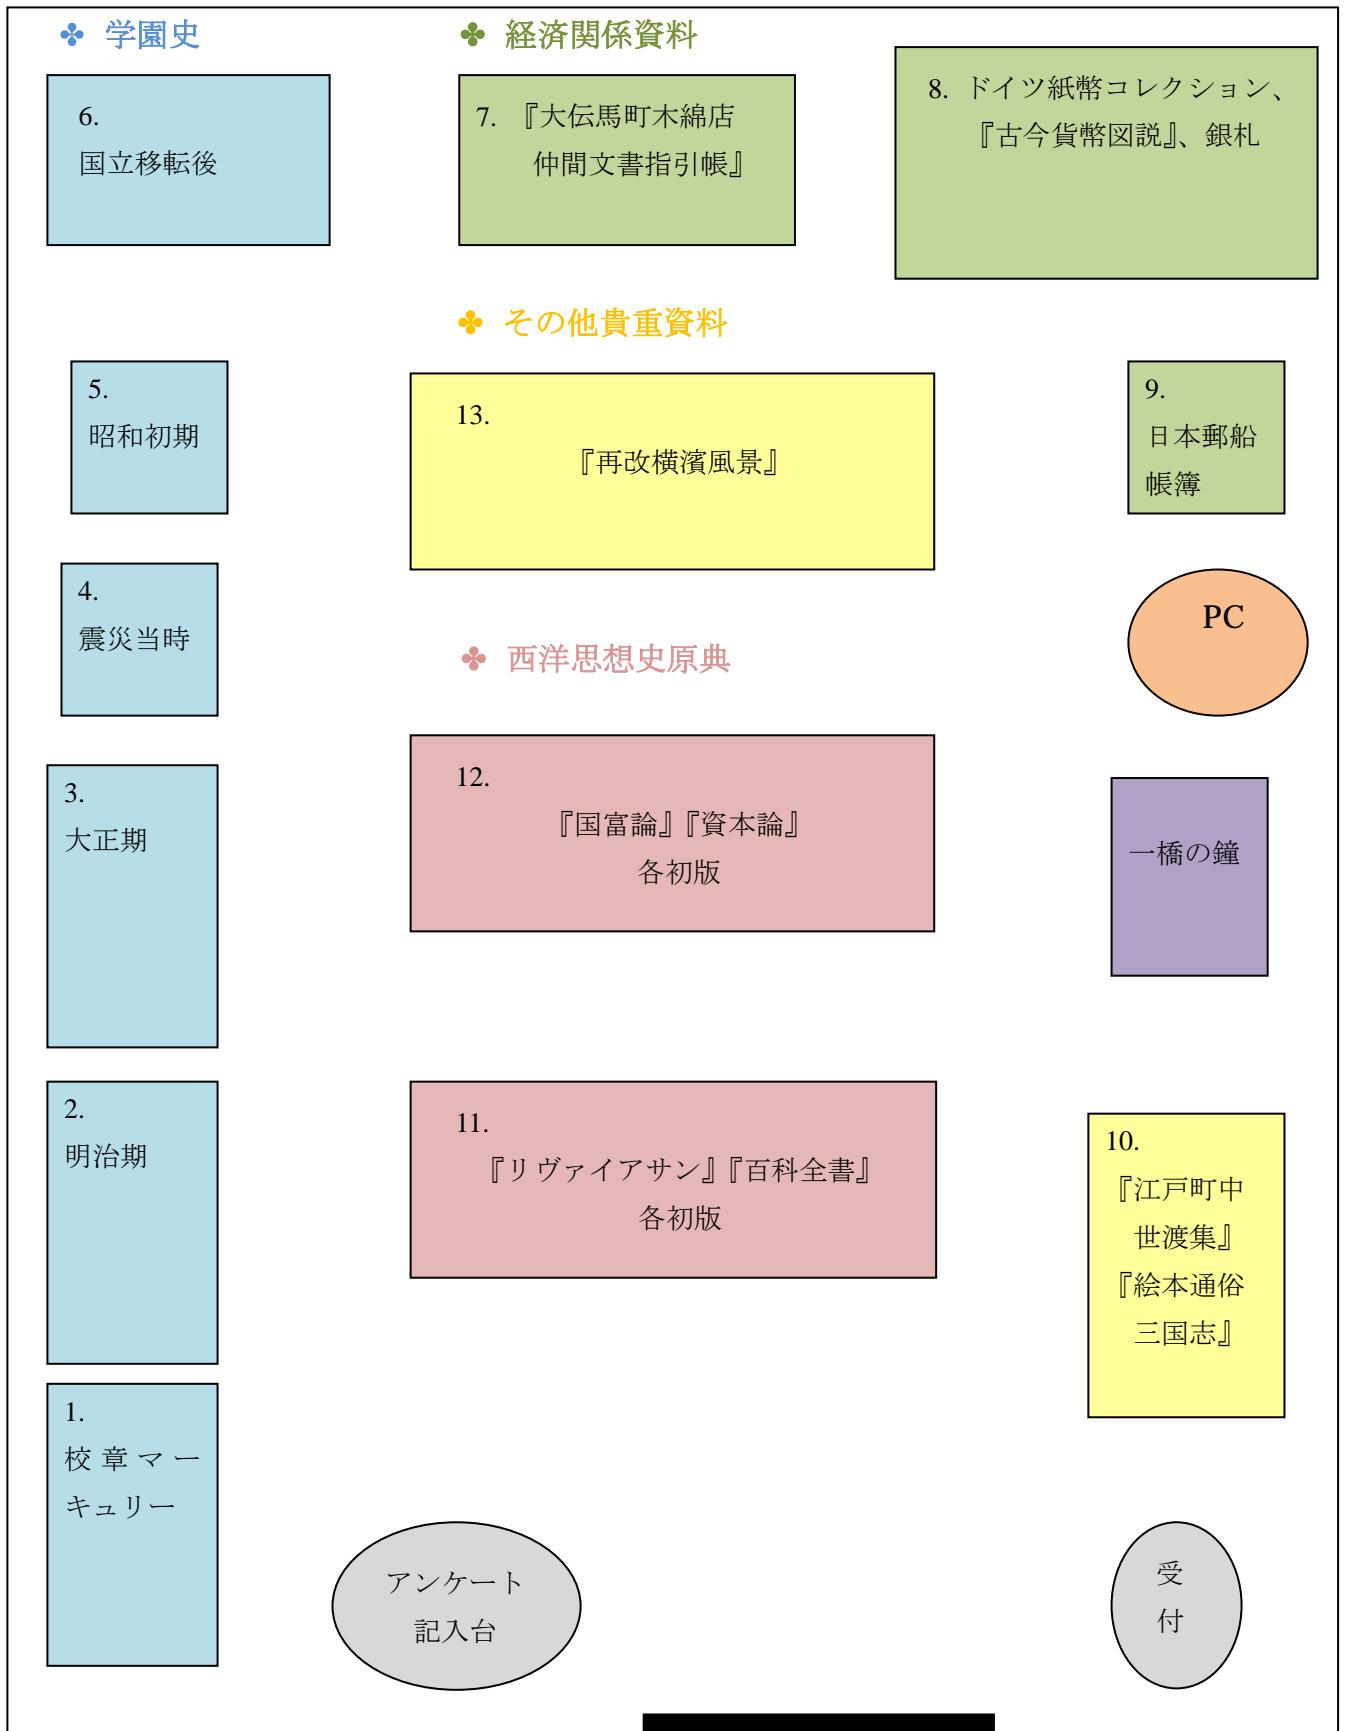 ✤ 学園史
6.
国立移転後
5.
昭和初期
4.
震災当時
3.
大正期
2.
明治期
1.
校章マー
キュリー
✤ 経済関係資料
7. 『大伝馬町木綿店
仲間文書指引帳』
8. ドイツ紙幣コレクション、
『古今貨幣図説』、銀札
9.
日本郵船
帳簿
✤ その他貴重資料
13.
『再改横濱風景』
PC
✤ 西洋思想史原典
12.
『国富論』『資本論』
各初版
一橋の鐘
11.
『リヴァイアサン』『百科全書』
各初版
10.
『江戸町中
世渡集』
『絵本通俗
三国志』
アンケート
記入台
受
付